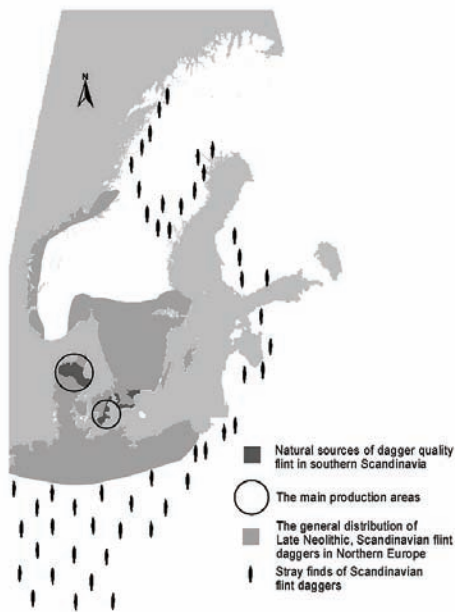 N
Natural sources of dagger quality
flint in southern Scandinavia
The main production areas
The general distribution of
Late Neolithic, Scandinavian flint
daggers in Northern Europe
Stray finds of Scandinavian
flint daggers